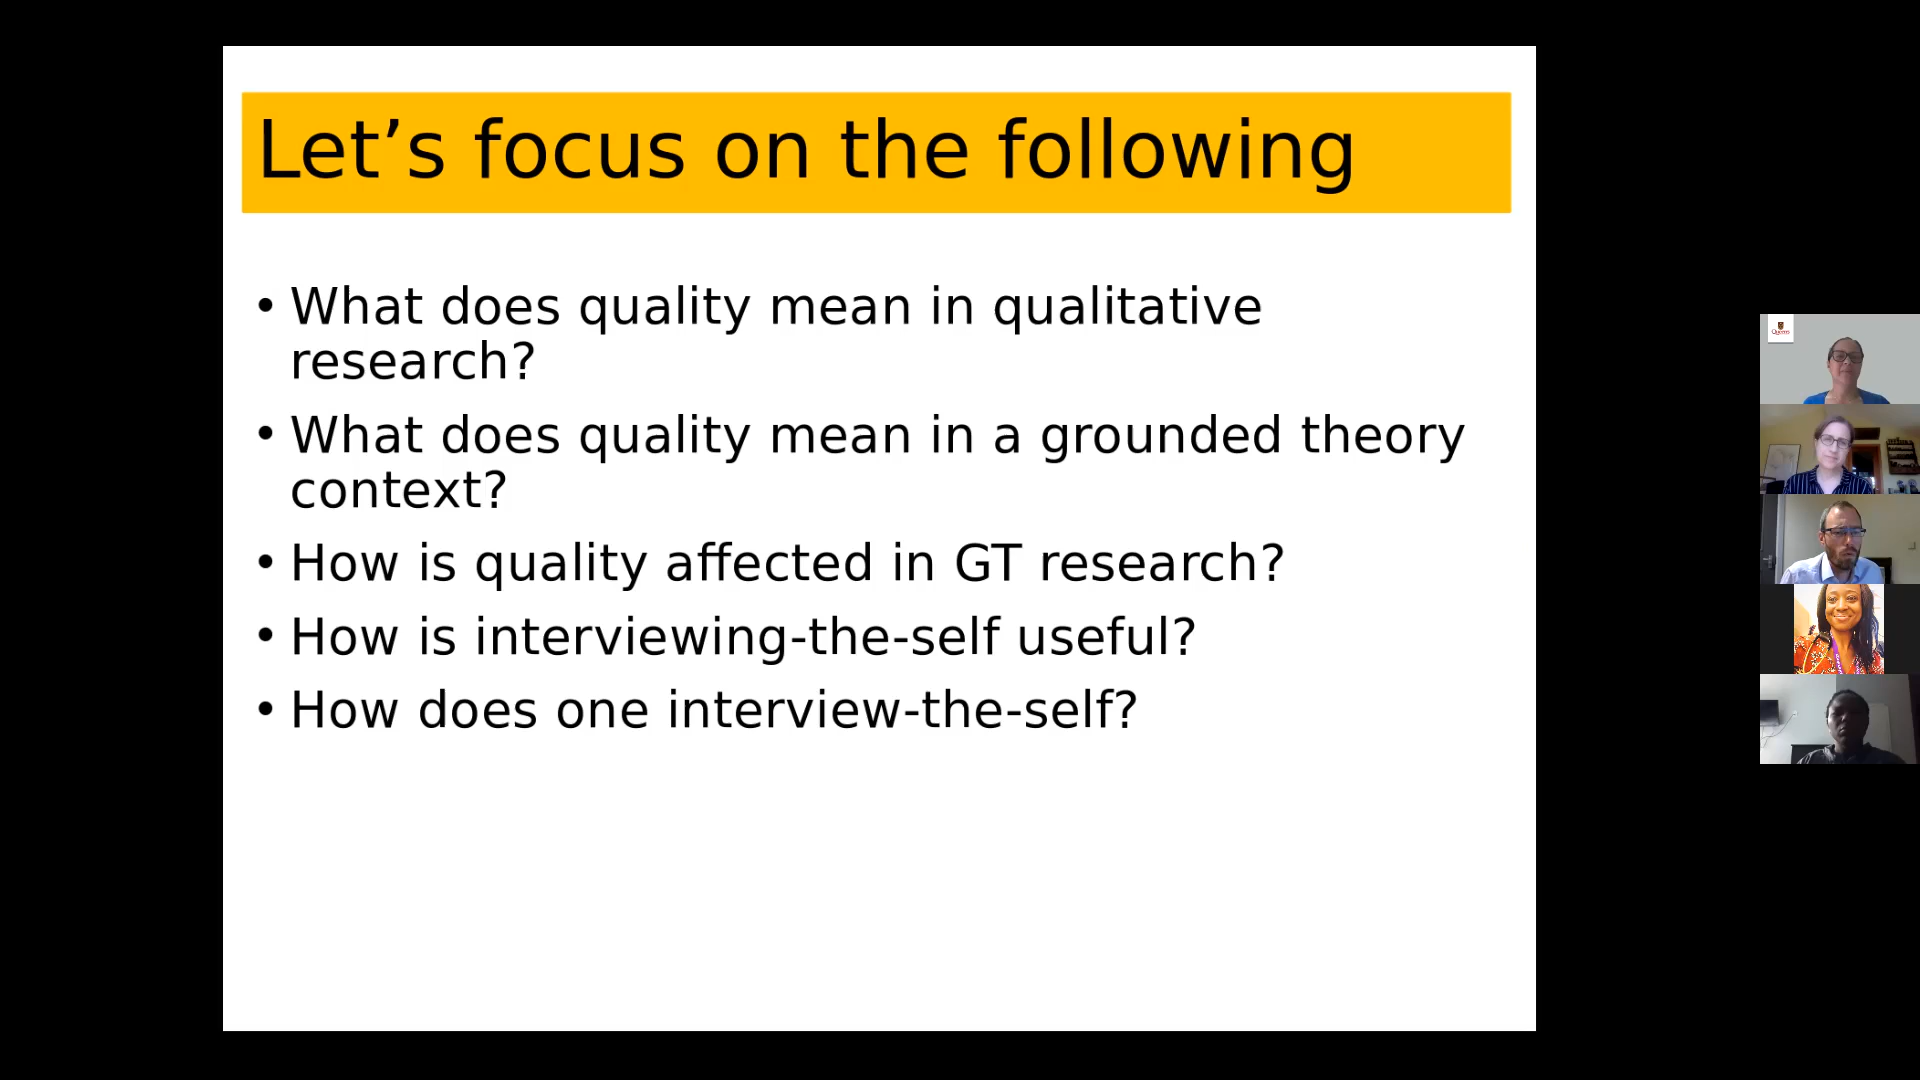 Let’s focus on the following
• What does quality mean in qualitative
research?
• What does quality mean in a grounded theory
context?
• How is quality affected in GT research?
• How is interviewing-the-self useful?
• How does one interview-the-self?
Queen's